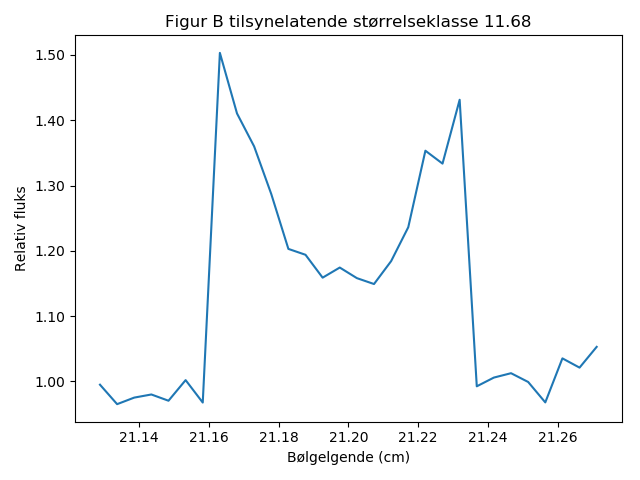 Figur B tilsynelatende størrelseklasse 11.68
1.50
1.40
1.30
1.20
1.10
1.00
Relativ fluks
21.14 21.16 21.18 21.20 21.22 21.24 21.26
Bølgelgende (cm)